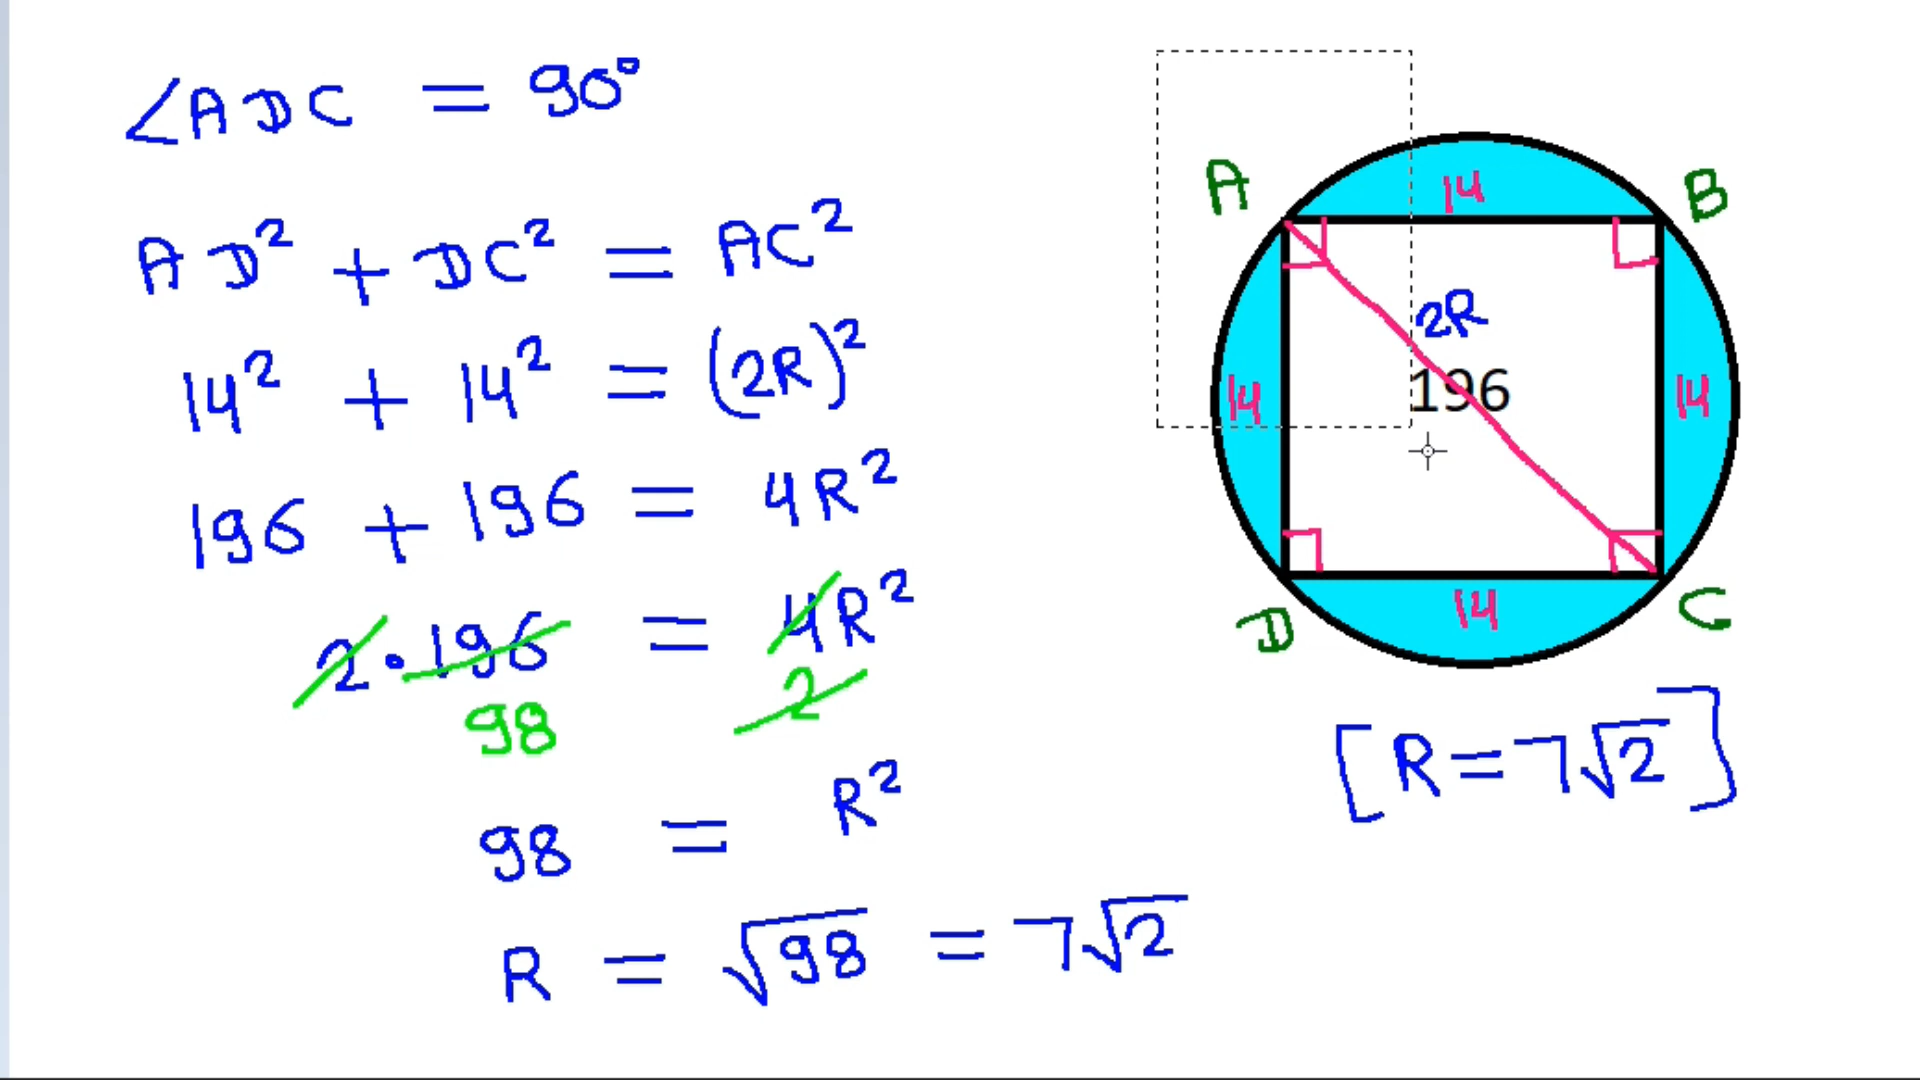 ∠ADC = 90°
AD² + DC² = AC²
14² + 14² = (2R)²
196 + 196 = 4R²
2·196 = 4R²
98 2
98 = R²
R = √98 = 7√2
A 14 B
2R
196
14 14
D 14 C
[R=7√2]